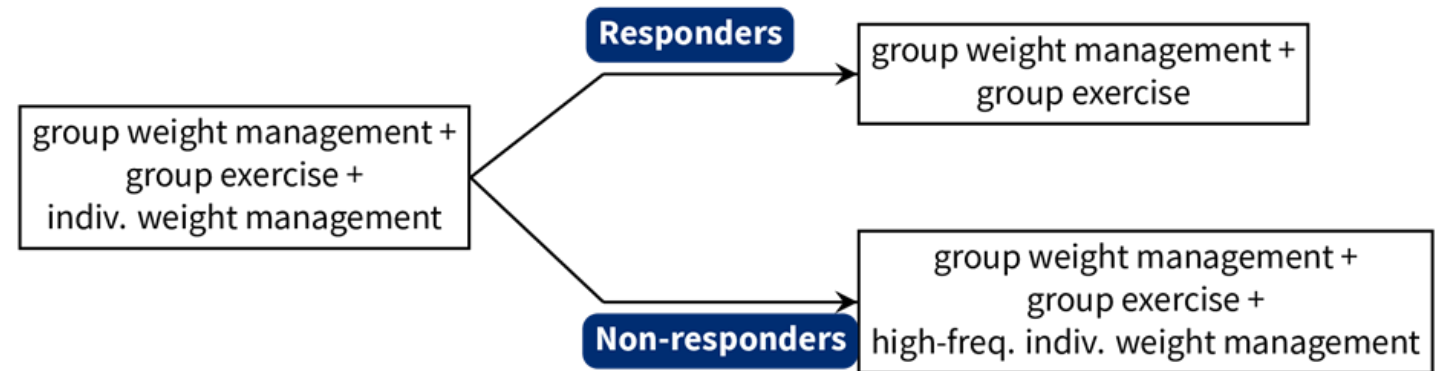 group weight management +
group exercise +
indiv. weight management
Responders
group weight management +
group exercise
Non-responders
group weight management +
group exercise +
high-freq. indiv. weight management